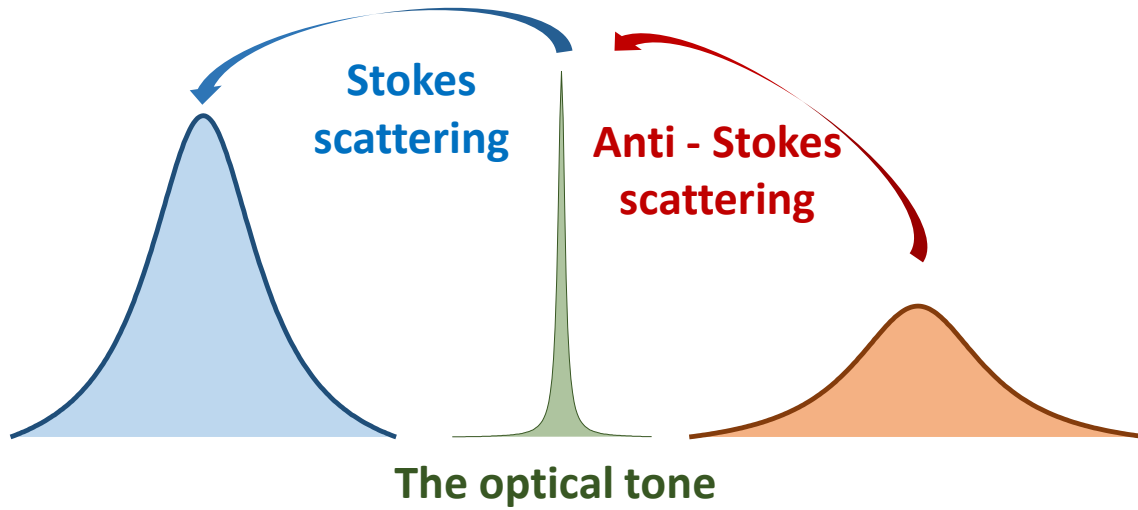 Stokes
scattering
Anti - Stokes
scattering
The optical tone